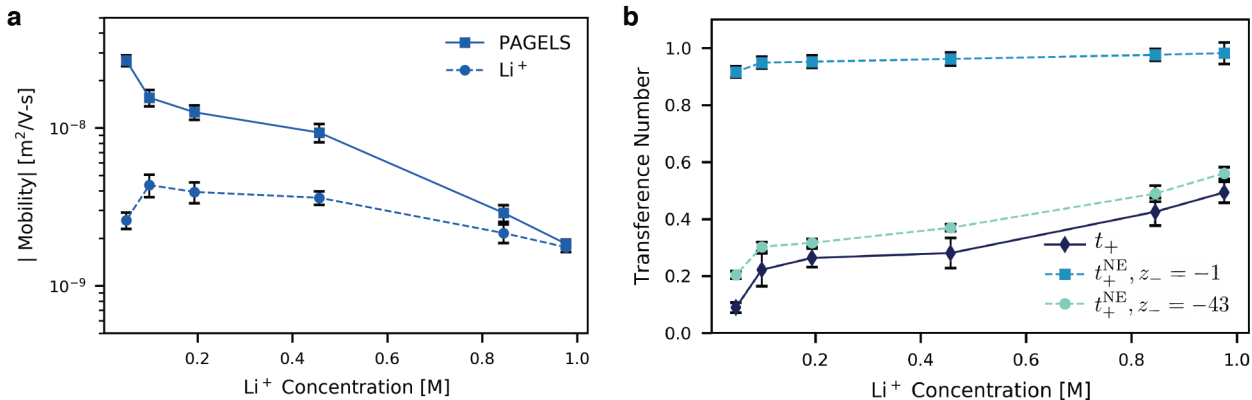 a
PAGELS
Li⁺
| Mobility| [m²/V-s]
10⁻⁸
10⁻⁹
0.2 0.4 0.6 0.8 1.0
Li⁺ Concentration [M]
b
Transference Number
1.0
0.8
0.6
0.4
0.2
0.0
t₊
t₊ᴺᴱ, z₋ = −1
t₊ᴺᴱ, z₋ = −43
0.2 0.4 0.6 0.8 1.0
Li⁺ Concentration [M]